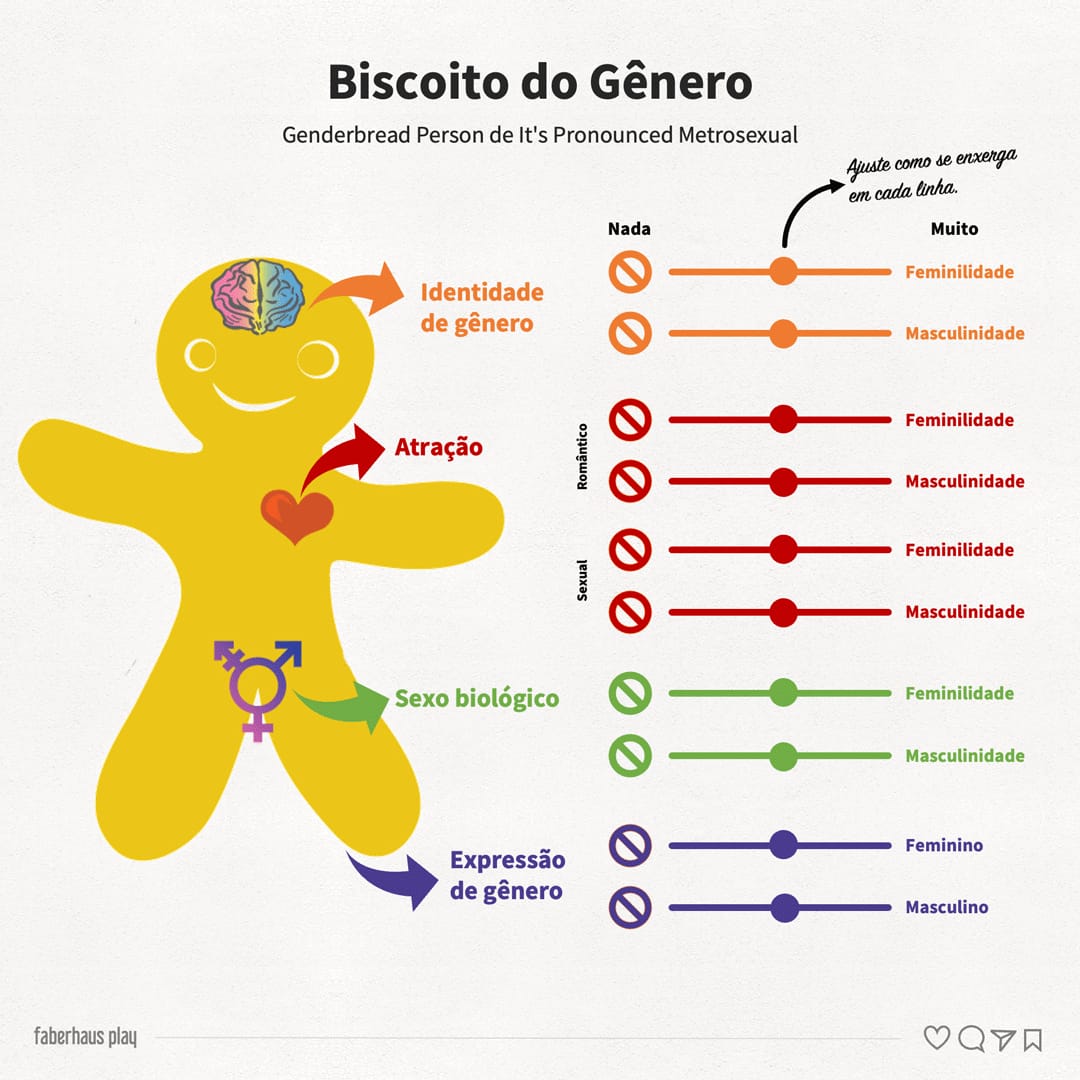 Biscoito do Gênero
Genderbread Person de It's Pronounced Metrosexual
Ajuste como se enxerga
em cada linha.
Nada
Muito
Identidade
de gênero
Feminilidade
Masculinidade
Atração
Romântico
Feminilidade
Masculinidade
Sexual
Feminilidade
Masculinidade
Sexo biológico
Feminilidade
Masculinidade
Expressão
de gênero
Feminino
Masculino
faberhaus play